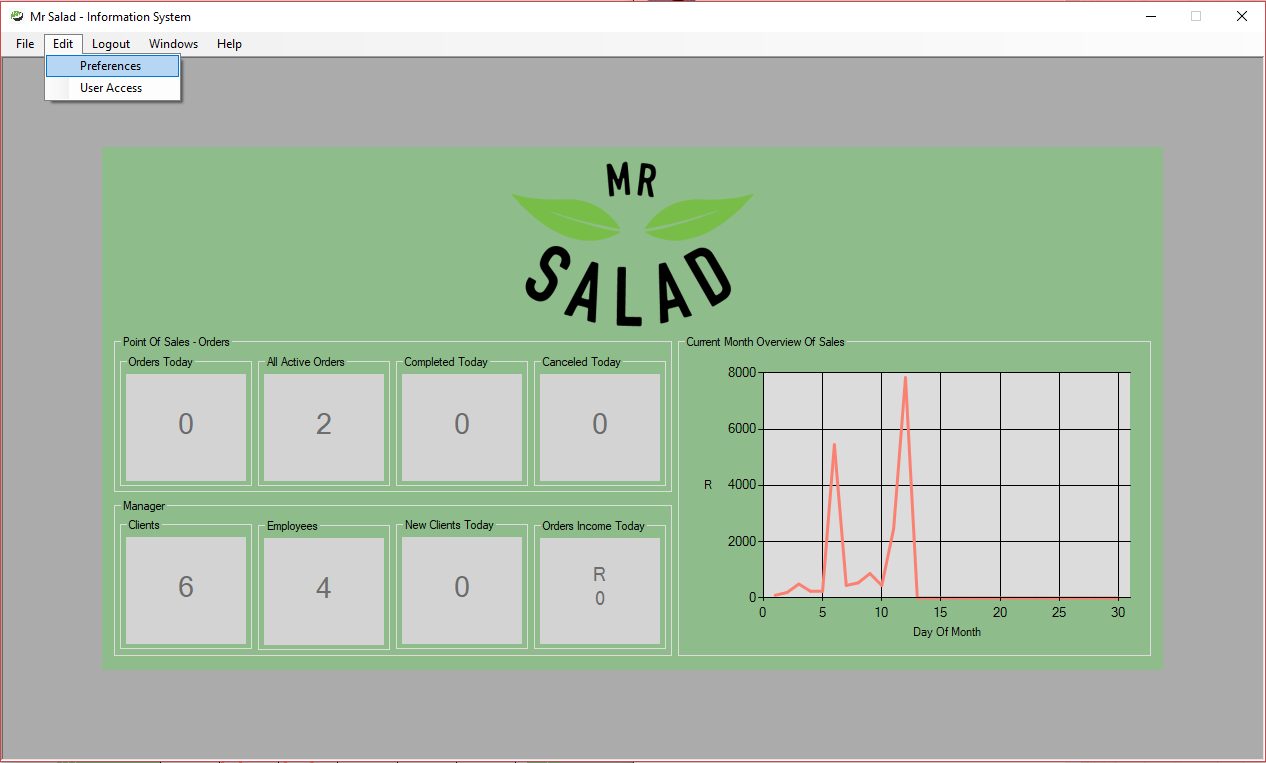 Mr Salad - Information System
File Edit Logout Windows Help
Preferences
User Access
MR
SALAD
Point Of Sales - Orders
Orders Today
All Active Orders
Completed Today
Canceled Today
0
2
0
0
Manager
Clients
Employees
New Clients Today
Orders Income Today
6
4
0
R
0
Current Month Overview Of Sales
8000
6000
R 4000
2000
0
0 5 10 15 20 25 30
Day Of Month